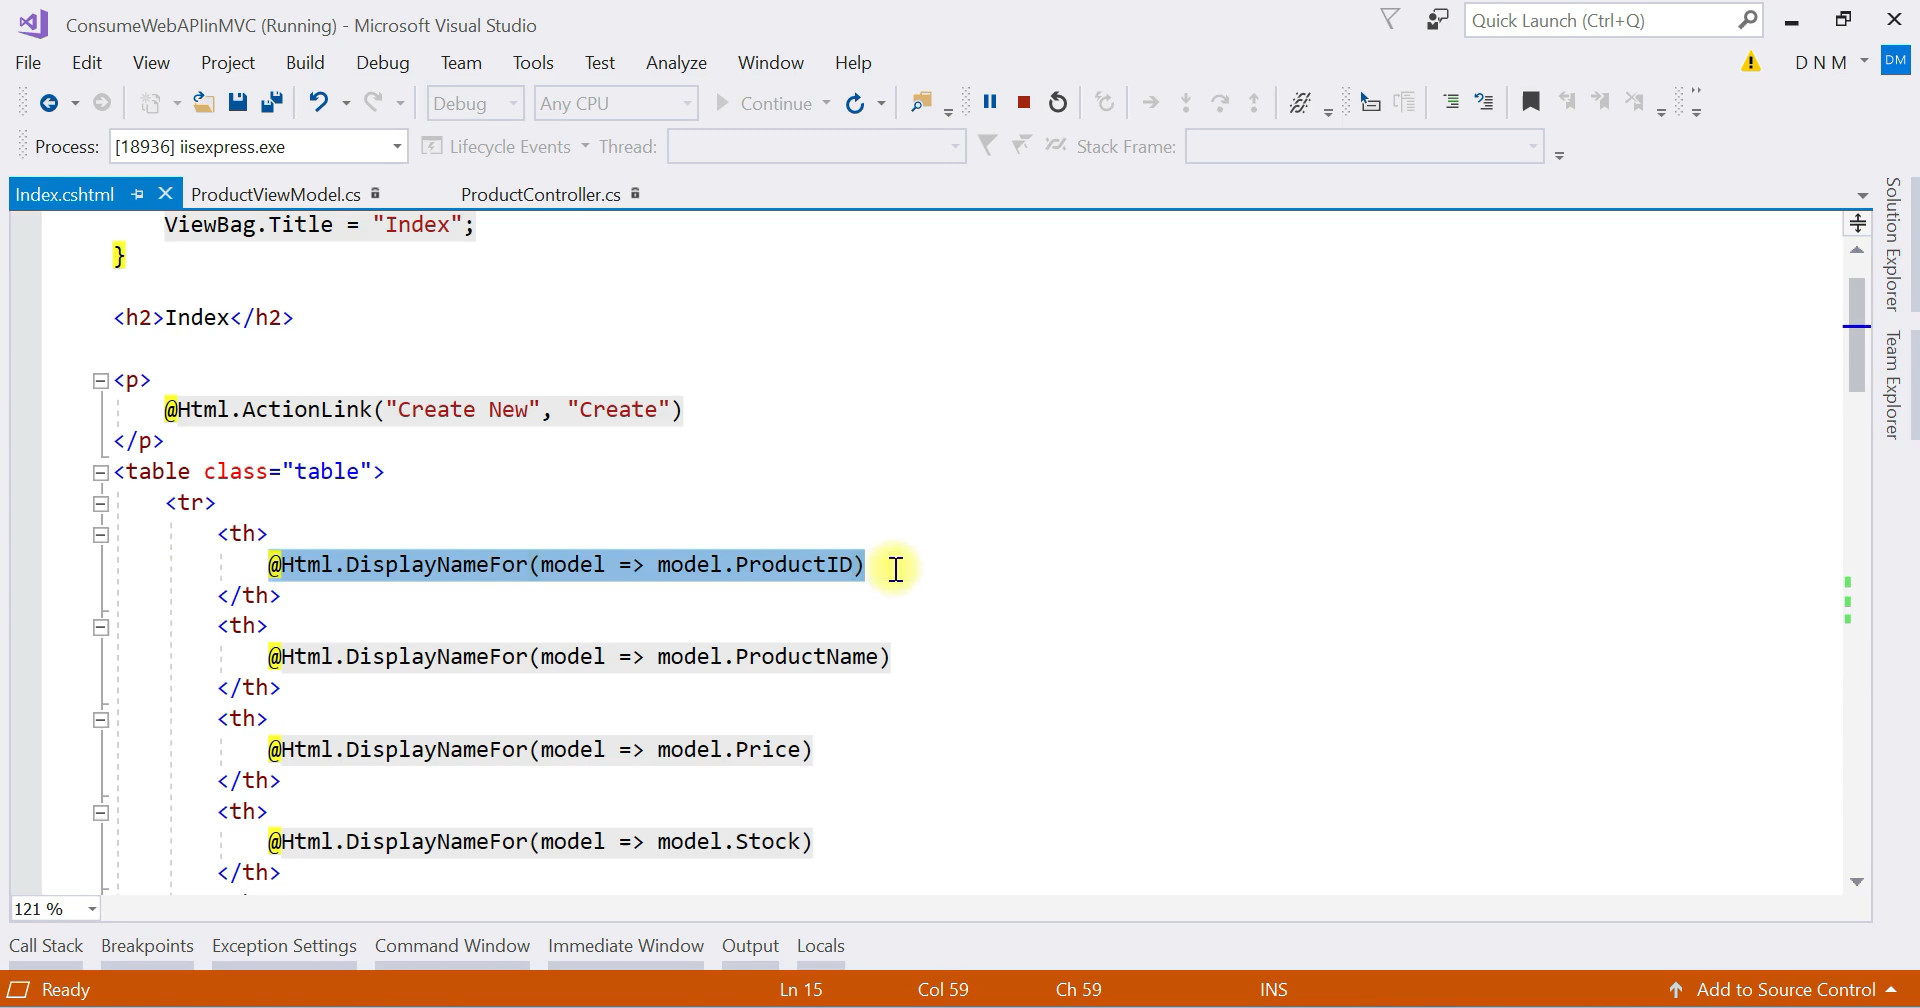 ConsumeWebAPIinMVC (Running) - Microsoft Visual Studio
Quick Launch (Ctrl+Q)
File Edit View Project Build Debug Team Tools Test Analyze Window Help
D N M
DM
Debug
Any CPU
Continue
Process:
[18936] iisexpress.exe
Lifecycle Events
Thread:
Stack Frame:
Index.cshtml
ProductViewModel.cs
ProductController.cs
Solution Explorer
Team Explorer
ViewBag.Title = "Index";
}
<h2>Index</h2>
<p>
@Html.ActionLink("Create New", "Create")
</p>
<table class="table">
<tr>
<th>
@Html.DisplayNameFor(model => model.ProductID)
</th>
<th>
@Html.DisplayNameFor(model => model.ProductName)
</th>
<th>
@Html.DisplayNameFor(model => model.Price)
</th>
<th>
@Html.DisplayNameFor(model => model.Stock)
</th>
121 %
Call Stack Breakpoints Exception Settings Command Window Immediate Window Output Locals
Ready
Ln 15
Col 59
Ch 59
INS
Add to Source Control